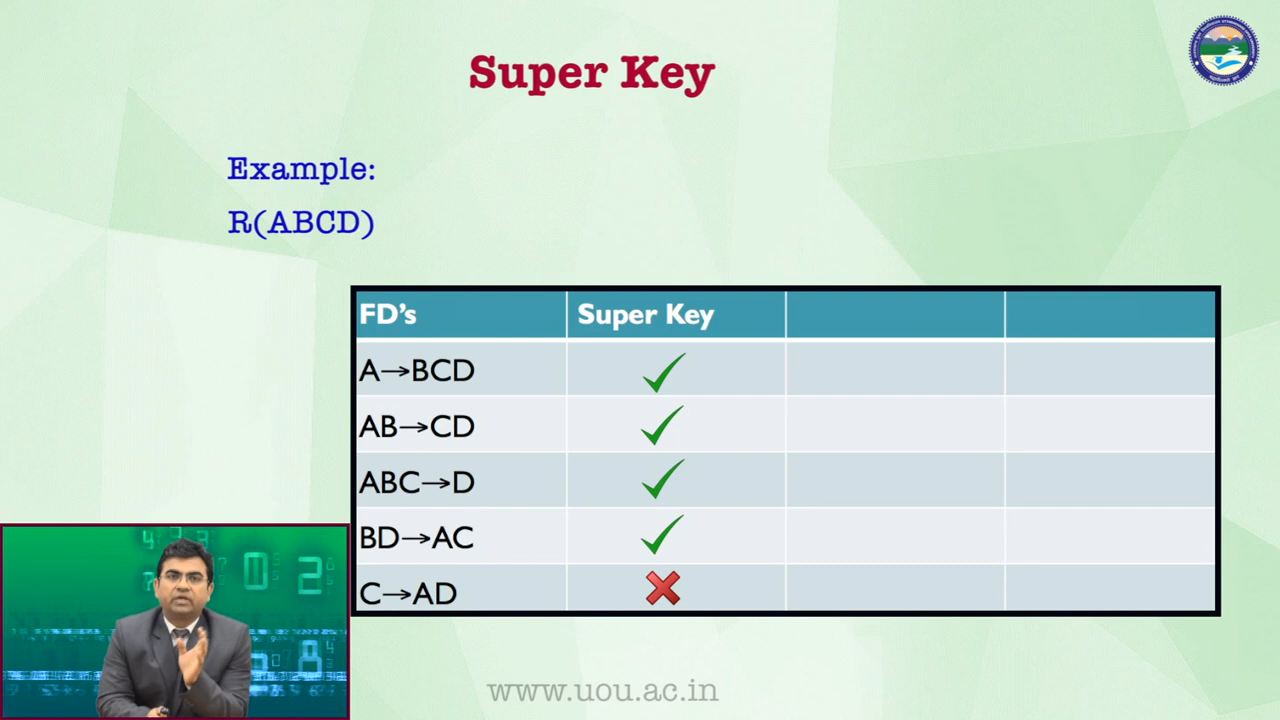 Super Key
Example:
R(ABCD)
FD's Super Key
A→BCD
AB→CD
ABC→D
BD→AC
C→AD
www.uou.ac.in